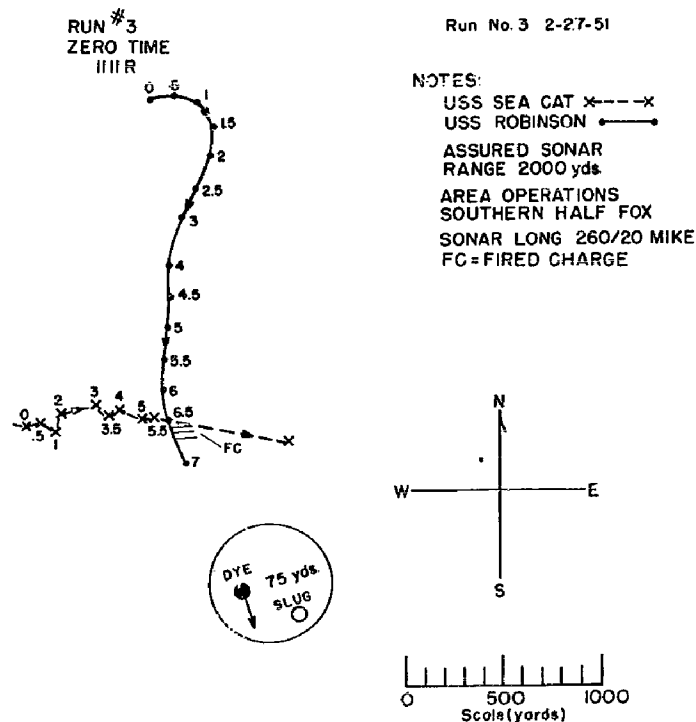 RUN #3
ZERO TIME
1111R
Run No. 3 2-27-51
NOTES:
USS SEA CAT x----x
USS ROBINSON
ASSURED SONAR
RANGE 2000 yds.
AREA OPERATIONS
SOUTHERN HALF FOX
SONAR LONG 260/20 MIKE
FC=FIRED CHARGE
0
1
1.5
2
2.5
3
4
4.5
5
5.5
6
6.5
7
0
.5
1
2
3
3.5
4
5
5.5
FC
N
W
E
S
DYE
75 yds.
SLUG
0
500
1000
Scale (yards)